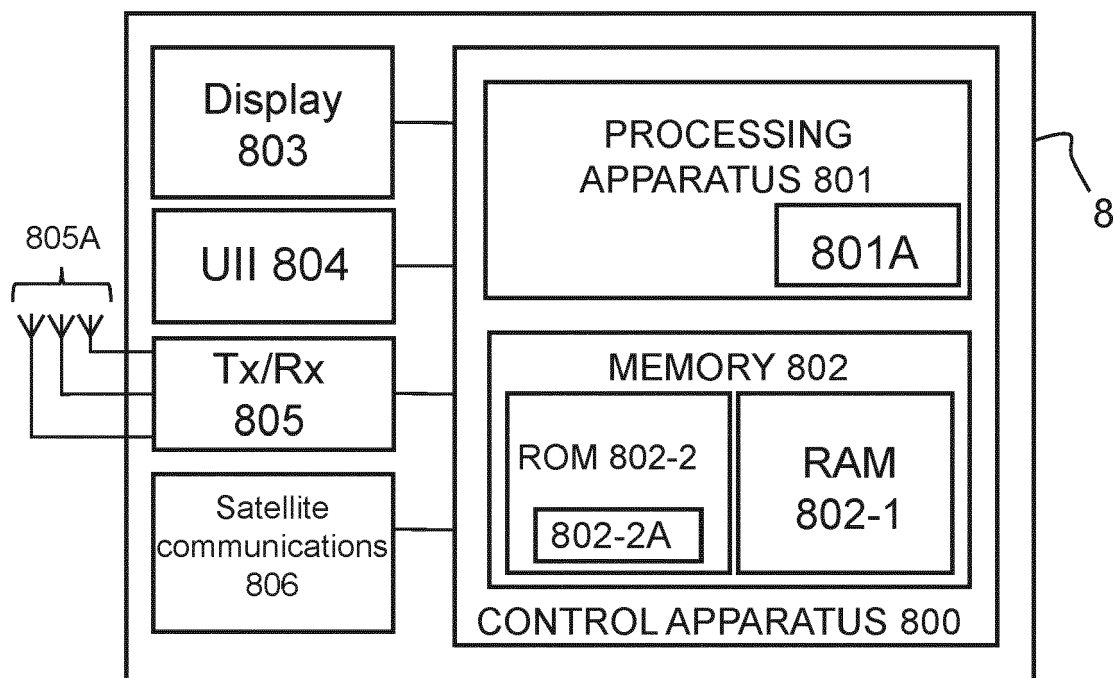 Display
803
UII 804
805A
Tx/Rx
805
Satellite
communications
806
PROCESSING
APPARATUS 801
801A
MEMORY 802
ROM 802-2
802-2A
RAM
802-1
CONTROL APPARATUS 800
8